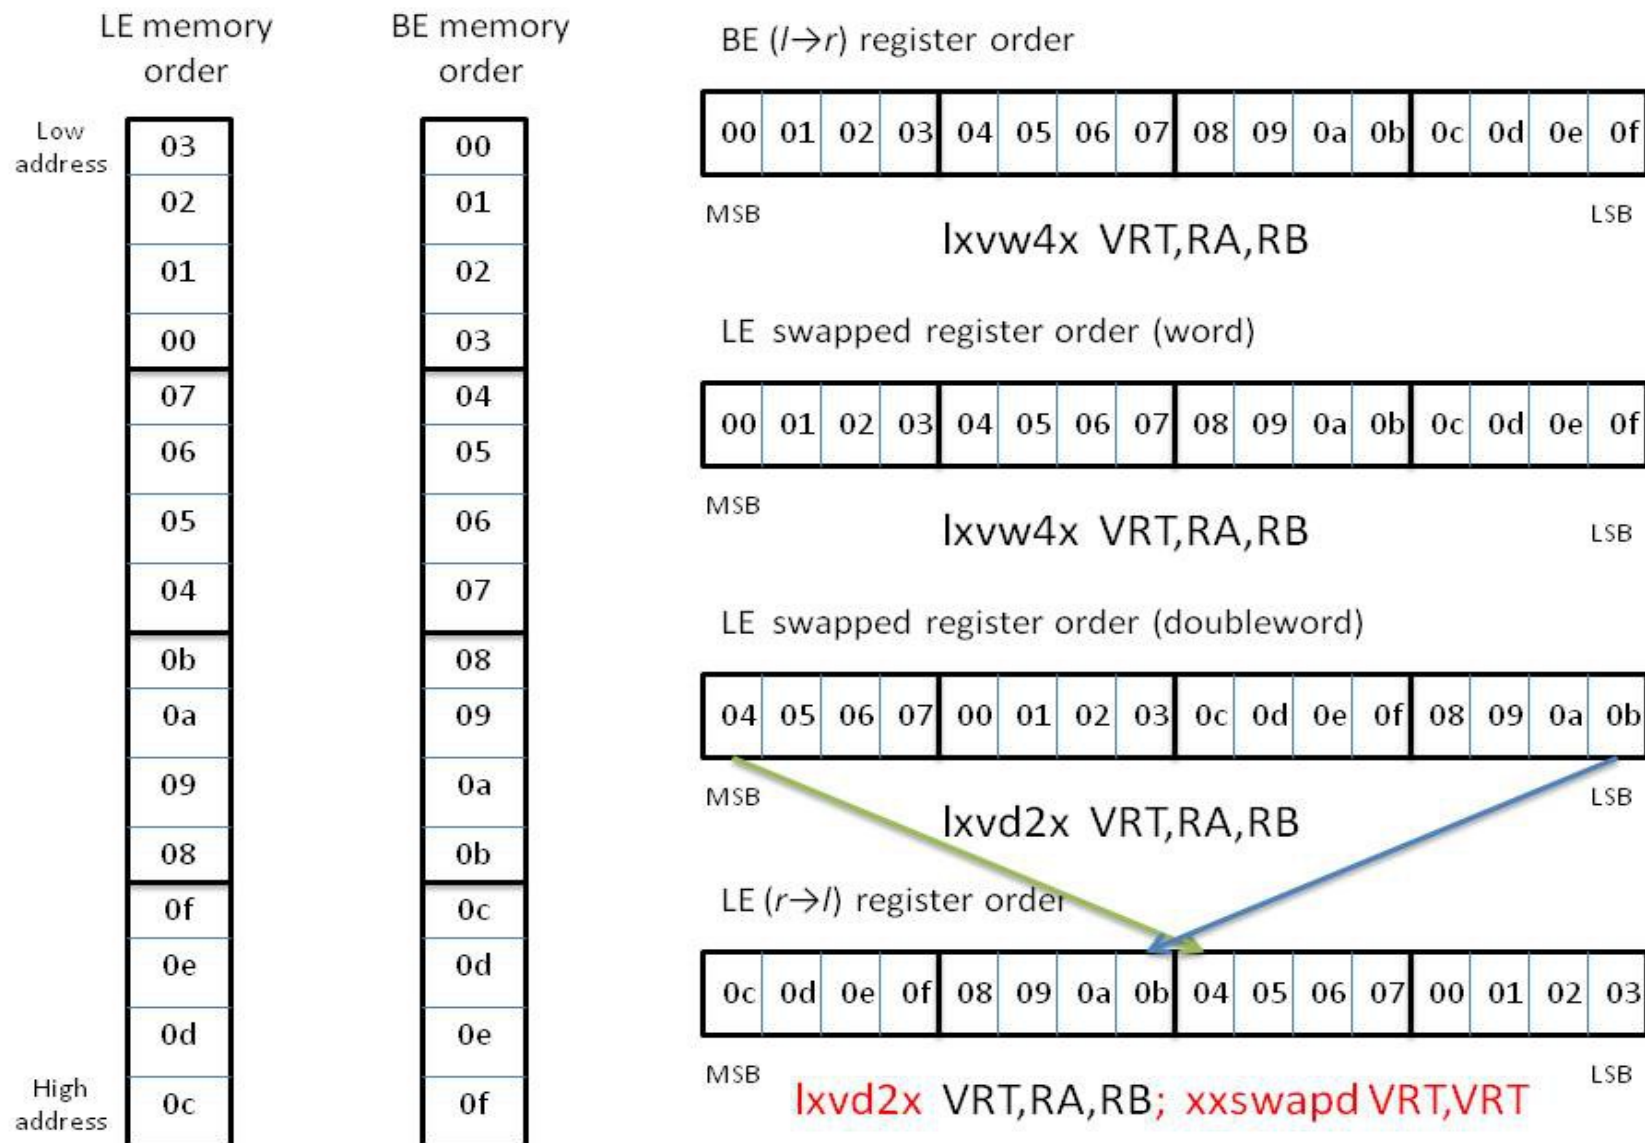 LE memory
order
BE memory
order
Low
address
03
02
01
00
07
06
05
04
0b
0a
09
08
0f
0e
0d
0c
High
address
00
01
02
03
04
05
06
07
08
09
0a
0b
0c
0d
0e
0f
BE (l→r) register order
00 01 02 03 04 05 06 07 08 09 0a 0b 0c 0d 0e 0f
MSB LSB
lxvw4x VRT,RA,RB
LE swapped register order (word)
00 01 02 03 04 05 06 07 08 09 0a 0b 0c 0d 0e 0f
MSB LSB
lxvw4x VRT,RA,RB
LE swapped register order (doubleword)
04 05 06 07 00 01 02 03 0c 0d 0e 0f 08 09 0a 0b
MSB LSB
lxvd2x VRT,RA,RB
LE (r→l) register order
0c 0d 0e 0f 08 09 0a 0b 04 05 06 07 00 01 02 03
MSB LSB
lxvd2x VRT,RA,RB; xxswapd VRT,VRT